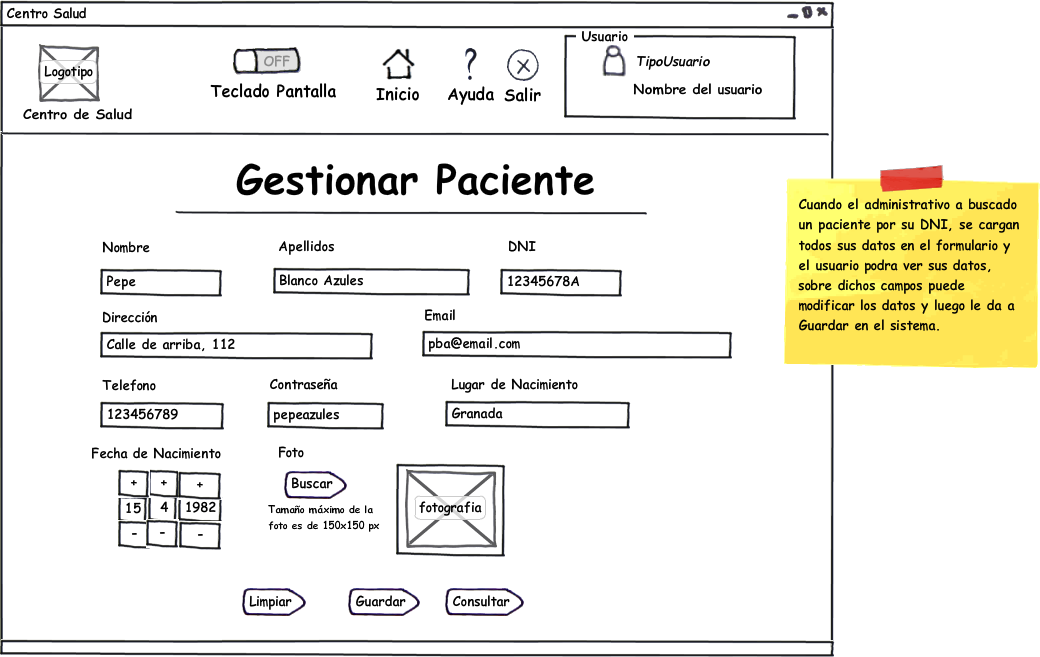 Centro Salud
Logotipo
Centro de Salud
OFF
Teclado Pantalla
Inicio
?
Ayuda
Salir
Usuario
TipoUsuario
Nombre del usuario
Gestionar Paciente
Nombre
Apellidos
DNI
Pepe
Blanco Azules
12345678A
Dirección
Email
Calle de arriba, 112
pba@email.com
Telefono
Contraseña
Lugar de Nacimiento
123456789
pepeazules
Granada
Fecha de Nacimiento
Foto
+ + +
15 4 1982
- - -
Buscar
Tamaño máximo de la
foto es de 150x150 px
fotografia
Limpiar
Guardar
Consultar
Cuando el administrativo a buscado
un paciente por su DNI, se cargan
todos sus datos en el formulario y
el usuario podra ver sus datos,
sobre dichos campos puede
modificar los datos y luego le da a
Guardar en el sistema.